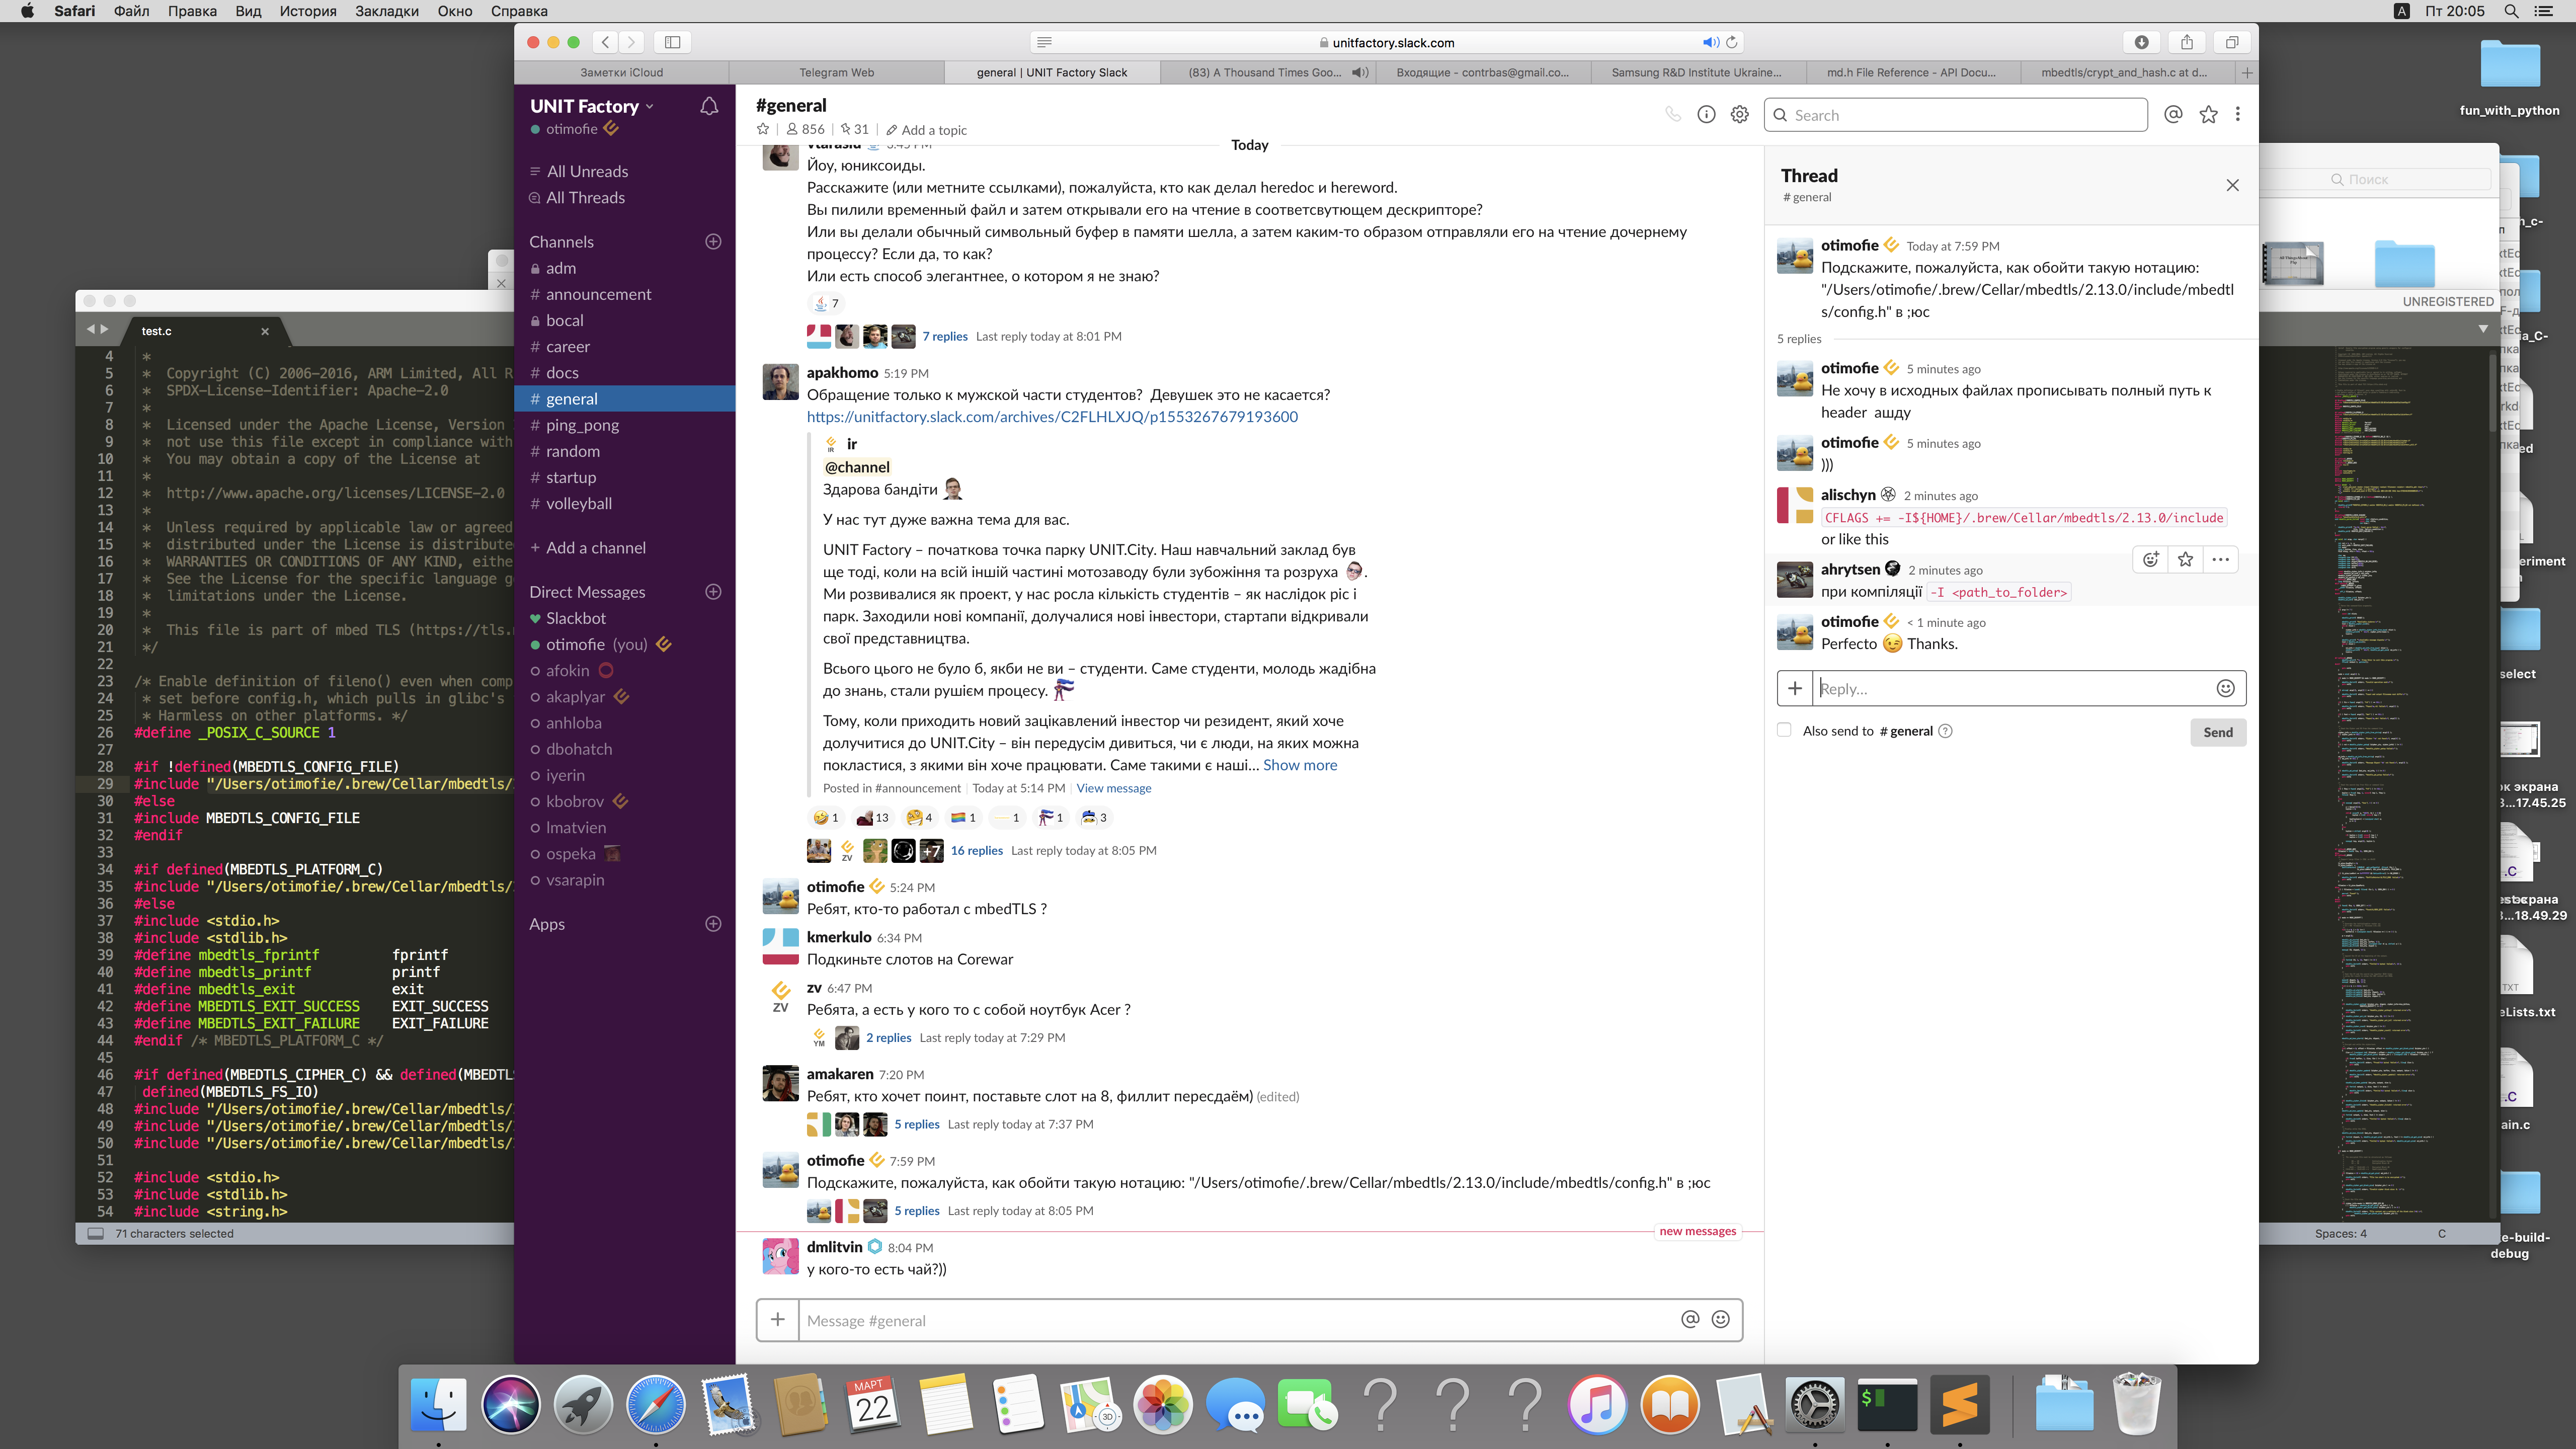 Safari Файл Правка Вид История Закладки Окно Справка
A Пт 20:05
unitfactory.slack.com
Заметки iCloud
Telegram Web
general | UNIT Factory Slack
(83) A Thousand Times Goo...
Входящие - contrbas@gmail.co...
Samsung R&D Institute Ukraine...
md.h File Reference - API Docu...
mbedtls/crypt_and_hash.c at d...
UNIT Factory
otimofie
All Unreads
All Threads
Channels
adm
# announcement
bocal
# career
# docs
# general
# ping_pong
# random
# startup
# volleyball
+ Add a channel
Direct Messages
Slackbot
otimofie (you)
afokin
akaplyar
anhloba
dbohatch
iyerin
kbobrov
lmatvien
ospeka
vsarapin
Apps
#general
856 | 31 | Add a topic
Search
Today
vtarasiu 3:45 PM
Йоу, юниксоиды.
Расскажите (или метните ссылками), пожалуйста, кто как делал heredoc и hereword.
Вы пилили временный файл и затем открывали его на чтение в соответсвутющем дескрипторе?
Или вы делали обычный символьный буфер в памяти шелла, а затем каким-то образом отправляли его на чтение дочернему
процессу? Если да, то как?
Или есть способ элегантнее, о котором я не знаю?
7
7 replies Last reply today at 8:01 PM
apakhomo 5:19 PM
Обращение только к мужской части студентов? Девушек это не касается?
https://unitfactory.slack.com/archives/C2FLHLXJQ/p1553267679193600
ir
@channel
Здарова бандіти
У нас тут дуже важна тема для вас.
UNIT Factory – початкова точка парку UNIT.City. Наш навчальний заклад був
ще тоді, коли на всій іншій частині мотозаводу були зубожіння та розруха .
Ми розвивалися як проект, у нас росла кількість студентів – як наслідок ріс і
парк. Заходили нові компанії, долучалися нові інвестори, стартапи відкривали
свої представництва.
Всього цього не було б, якби не ви – студенти. Саме студенти, молодь жадібна
до знань, стали рушієм процесу.
Тому, коли приходить новий зацікавлений інвестор чи резидент, який хоче
долучитися до UNIT.City – він передусім дивиться, чи є люди, на яких можна
покластися, з якими він хоче працювати. Саме такими є наші... Show more
Posted in #announcement | Today at 5:14 PM | View message
1 13 4 1 1 1 3
ZV +7 16 replies Last reply today at 8:05 PM
otimofie 5:24 PM
Ребят, кто-то работал с mbedTLS ?
kmerkulo 6:34 PM
Подкиньте слотов на Corewar
zv 6:47 PM
ZV
Ребята, а есть у кого то с собой ноутбук Acer ?
YM 2 replies Last reply today at 7:29 PM
amakaren 7:20 PM
Ребят, кто хочет поинт, поставьте слот на 8, филлит пересдаём) (edited)
5 replies Last reply today at 7:37 PM
otimofie 7:59 PM
Подскажите, пожалуйста, как обойти такую нотацию: "/Users/otimofie/.brew/Cellar/mbedtls/2.13.0/include/mbedtls/config.h" в ;юс
5 replies Last reply today at 8:05 PM
new messages
dmlitvin 8:04 PM
у кого-то есть чай?))
Message #general
Thread
# general
otimofie Today at 7:59 PM
Подскажите, пожалуйста, как обойти такую нотацию:
"/Users/otimofie/.brew/Cellar/mbedtls/2.13.0/include/mbedtl
s/config.h" в ;юс
5 replies
otimofie 5 minutes ago
Не хочу в исходных файлах прописывать полный путь к
header ашду
otimofie 5 minutes ago
)))
alischyn 2 minutes ago
CFLAGS += -I${HOME}/.brew/Cellar/mbedtls/2.13.0/include
or like this
ahrytsen 2 minutes ago
при компіляції -I <path_to_folder>
otimofie < 1 minute ago
Perfecto Thanks.
Reply...
Also send to # general
Send
test.c
4 *
5 * Copyright (C) 2006–2016, ARM Limited, All R
6 * SPDX–License–Identifier: Apache–2.0
7 *
8 * Licensed under the Apache License, Version
9 * not use this file except in compliance with
10 * You may obtain a copy of the License at
11 *
12 * http://www.apache.org/licenses/LICENSE–2.0
13 *
14 * Unless required by applicable law or agreed
15 * distributed under the License is distribute
16 * WARRANTIES OR CONDITIONS OF ANY KIND, eithe
17 * See the License for the specific language g
18 * limitations under the License.
19 *
20 * This file is part of mbed TLS (https://tls.
21 */
22
23 /* Enable definition of fileno() even when comp
24 * set before config.h, which pulls in glibc's
25 * Harmless on other platforms. */
26 #define _POSIX_C_SOURCE 1
27
28 #if !defined(MBEDTLS_CONFIG_FILE)
29 #include "/Users/otimofie/.brew/Cellar/mbedtls/
30 #else
31 #include MBEDTLS_CONFIG_FILE
32 #endif
33
34 #if defined(MBEDTLS_PLATFORM_C)
35 #include "/Users/otimofie/.brew/Cellar/mbedtls/
36 #else
37 #include <stdio.h>
38 #include <stdlib.h>
39 #define mbedtls_fprintf fprintf
40 #define mbedtls_printf printf
41 #define mbedtls_exit exit
42 #define MBEDTLS_EXIT_SUCCESS EXIT_SUCCESS
43 #define MBEDTLS_EXIT_FAILURE EXIT_FAILURE
44 #endif /* MBEDTLS_PLATFORM_C */
45
46 #if defined(MBEDTLS_CIPHER_C) && defined(MBEDTL
47 defined(MBEDTLS_FS_IO)
48 #include "/Users/otimofie/.brew/Cellar/mbedtls/
49 #include "/Users/otimofie/.brew/Cellar/mbedtls/
50 #include "/Users/otimofie/.brew/Cellar/mbedtls/
51
52 #include <stdio.h>
53 #include <stdlib.h>
54 #include <string.h>
71 characters selected
fun_with_python
Поиск
UNREGISTERED
select
ок экрана
3...17.45.25
3...18.49.29
TXT
eLists.txt
.C
ain.c
e-build-
debug
Spaces: 4 C
МАРТ
22
3D
$